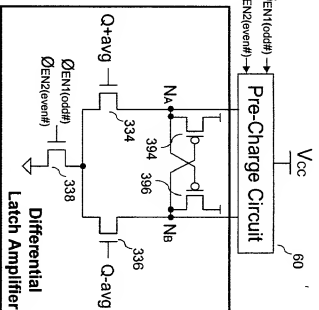 Vcc
Pre-Charge Circuit
60
ØEN1(odd#)
ØEN2(even#)
NA
NB
394
396
Q+avg
334
336
Q-avg
ØEN1(odd#)
ØEN2(even#)
338
Differential
Latch Amplifier